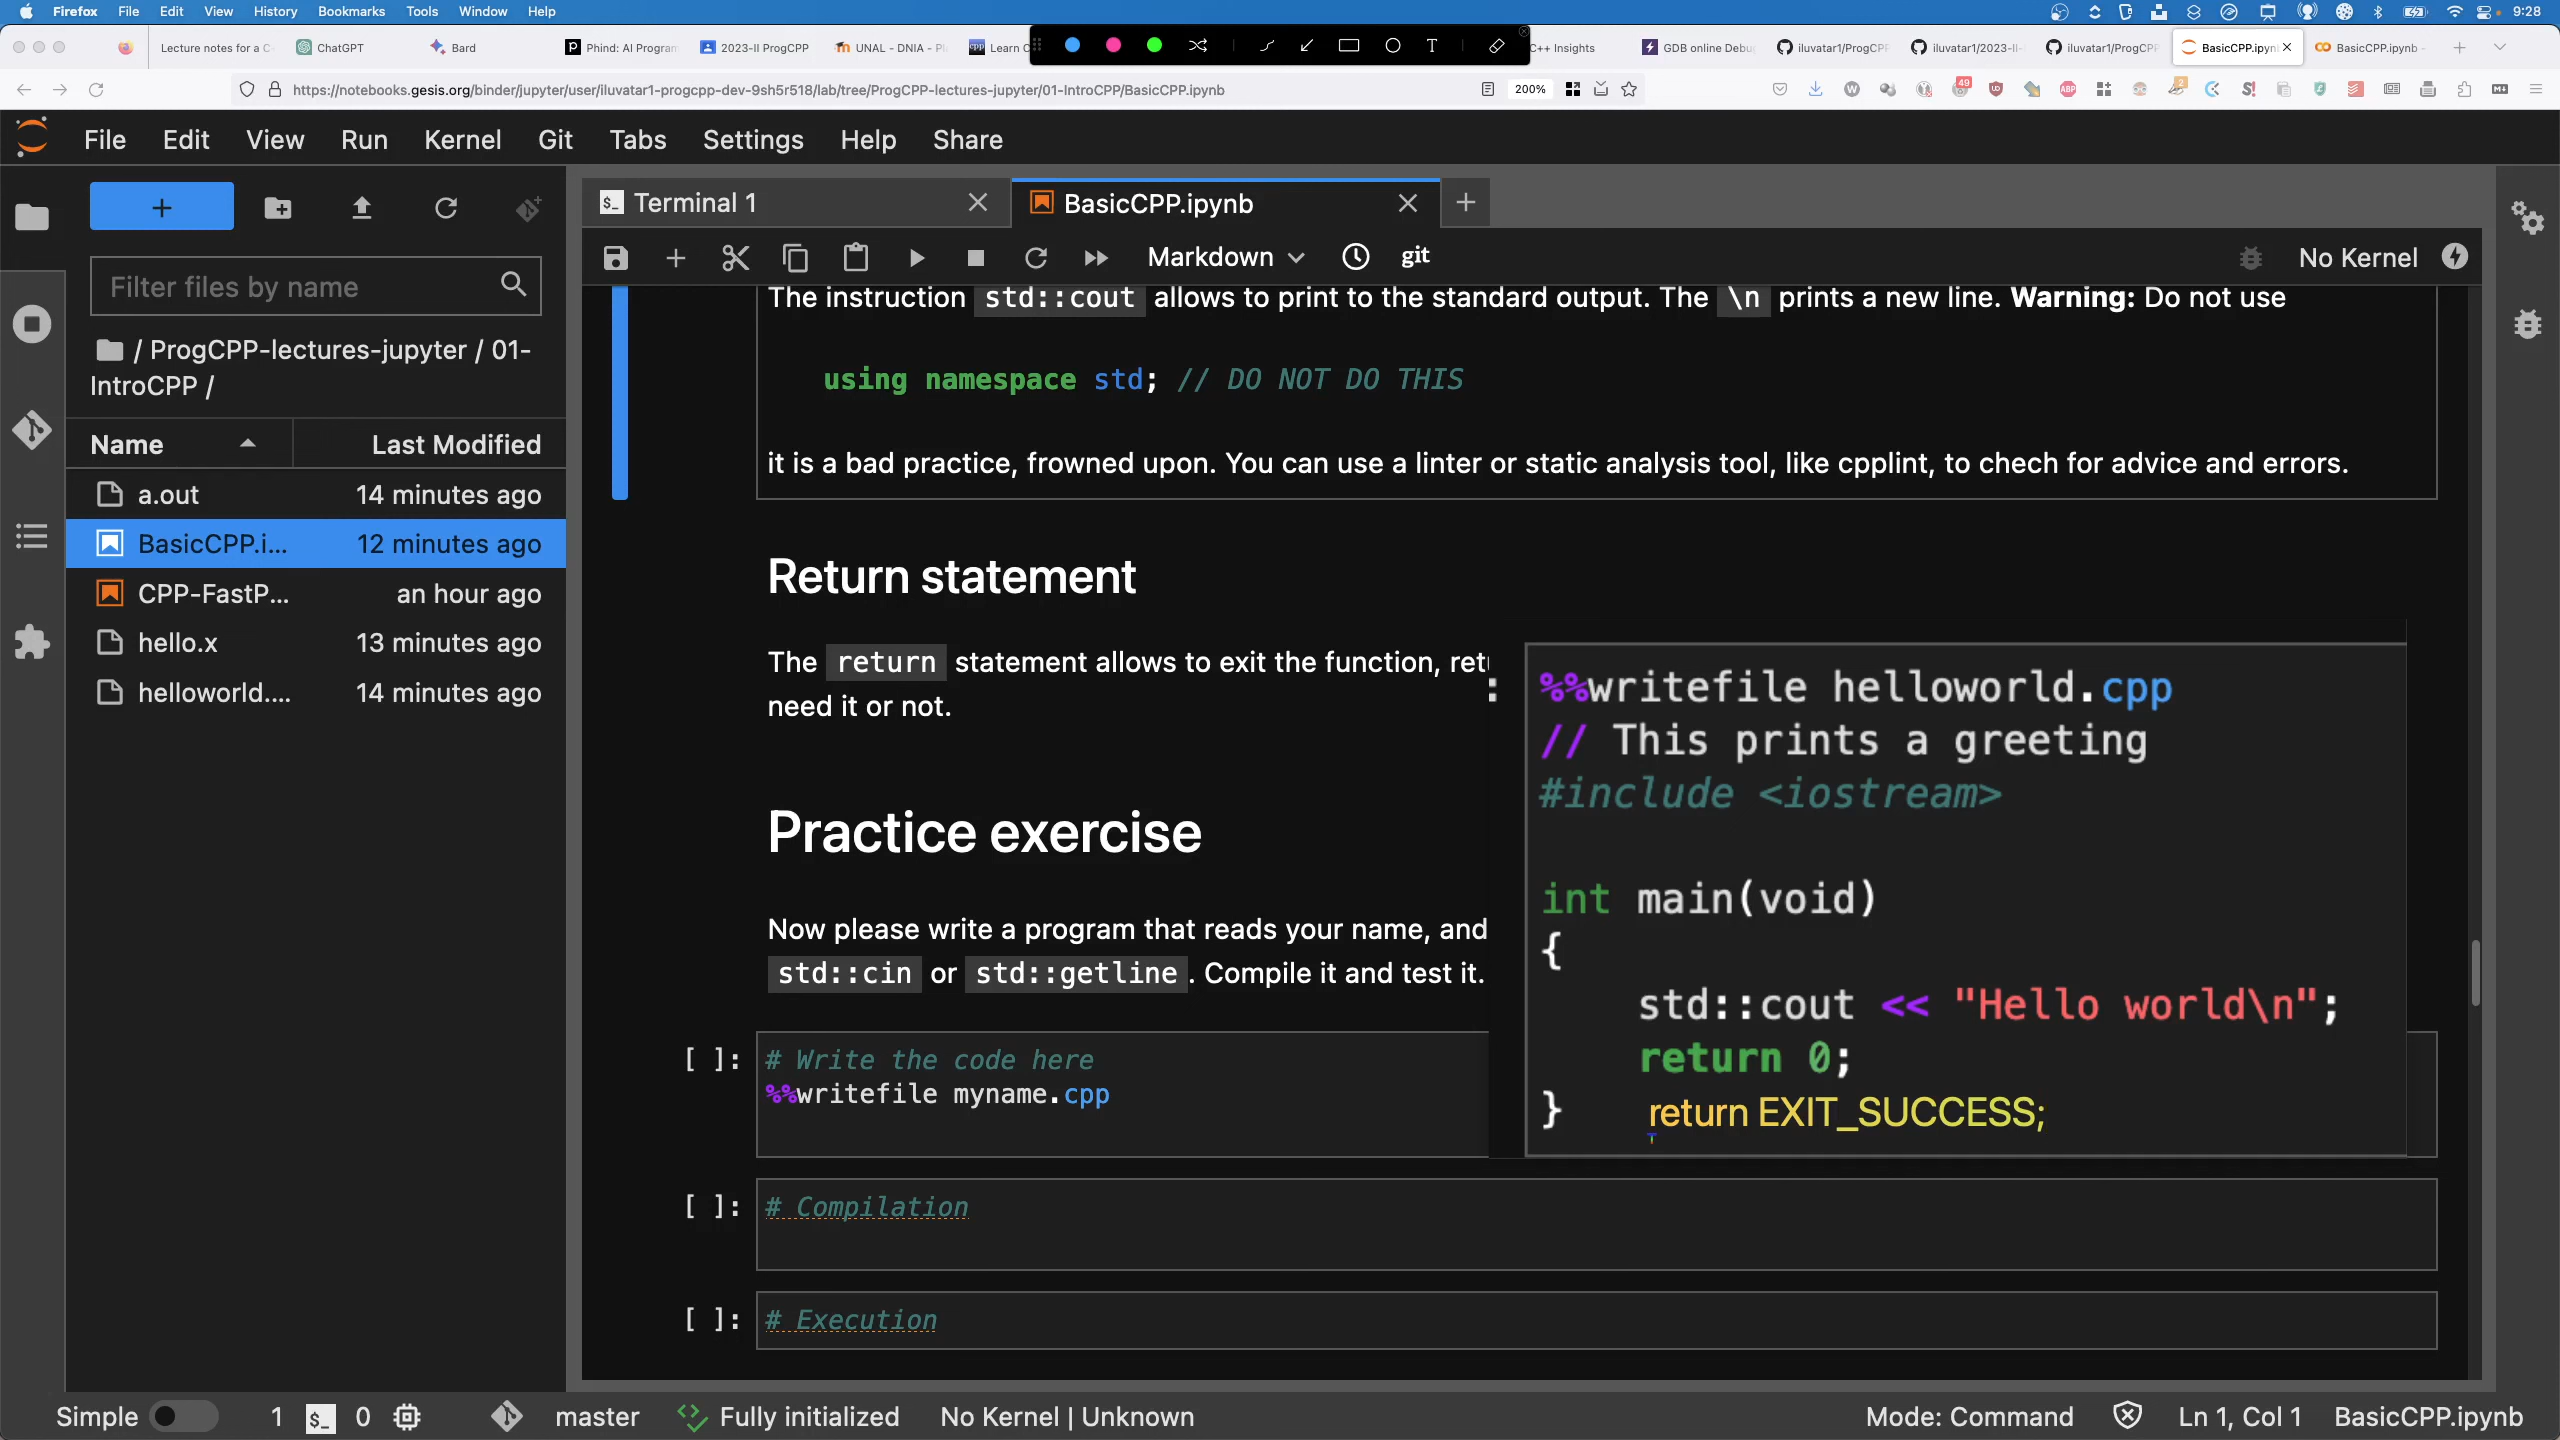 Firefox File Edit View History Bookmarks Tools Window Help 9:28
Lecture notes for a C ChatGPT Bard Phind: AI Program 2023-II ProgCPP UNAL - DNIA - Pl Learn C C++ Insights GDB online Debu iluvatar1/ProgCPP iluvatar1/2023-II- iluvatar1/ProgCPP BasicCPP.ipyn BasicCPP.ipynb -
https://notebooks.gesis.org/binder/jupyter/user/iluvatar1-progcpp-dev-9sh5r518/lab/tree/ProgCPP-lectures-jupyter/01-IntroCPP/BasicCPP.ipynb 200%
File Edit View Run Kernel Git Tabs Settings Help Share
Filter files by name
/ ProgCPP-lectures-jupyter / 01-
IntroCPP /
Name Last Modified
a.out 14 minutes ago
BasicCPP.i... 12 minutes ago
CPP-FastP... an hour ago
hello.x 13 minutes ago
helloworld.... 14 minutes ago
Terminal 1 BasicCPP.ipynb
Markdown git No Kernel
The instruction std::cout allows to print to the standard output. The \n prints a new line. Warning: Do not use
using namespace std; // DO NOT DO THIS
it is a bad practice, frowned upon. You can use a linter or static analysis tool, like cpplint, to chech for advice and errors.
Return statement
The return statement allows to exit the function, retu
need it or not.
Practice exercise
Now please write a program that reads your name, and
std::cin or std::getline. Compile it and test it.
[ ]: # Write the code here
%%writefile myname.cpp
[ ]: # Compilation
[ ]: # Execution
%%writefile helloworld.cpp
// This prints a greeting
#include <iostream>
int main(void)
{
std::cout << "Hello world\n";
return 0;
} return EXIT_SUCCESS;
Simple 1 0 master Fully initialized No Kernel | Unknown Mode: Command Ln 1, Col 1 BasicCPP.ipynb